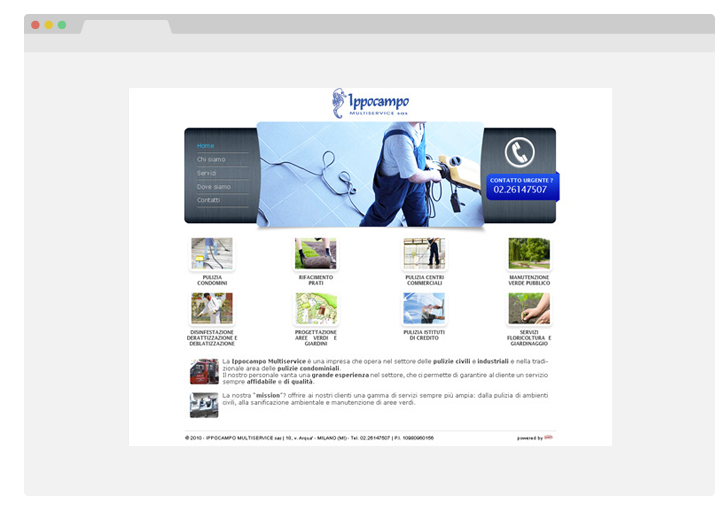 Ippocampo
MULTISERVICE sas
Home
Chi siamo
Servizi
Dove siamo
Contatti
CONTATTO URGENTE ?
02.26147507
PULIZIA
CONDOMINI
RIFACIMENTO
PRATI
PULIZIA CENTRI
COMMERCIALI
MANUTENZIONE
VERDE PUBBLICO
DISINFESTAZIONE
DERATTIZZAZIONE E
DEBLATIZZAZIONE
PROGETTAZIONE
AREE VERDI E
GIARDINI
PULIZIA ISTITUTI
DI CREDITO
SERVIZI
FLORICOLTURA E
GIARDINAGGIO
La Ippocampo Multiservice è una impresa che opera nel settore delle pulizie civili e industriali e nella tradi-
zionale area delle pulizie condominiali.
Il nostro personale vanta una grande esperienza nel settore, che ci permette di garantire al cliente un servizio
sempre affidabile e di qualità.
La nostra "mission"? offrire ai nostri clienti una gamma di servizi sempre più ampia: dalla pulizia di ambienti
civili, alla sanificazione ambientale e manutenzione di aree verdi.
© 2010 - IPPOCAMPO MULTISERVICE sas | 18, v. Arqua' - MILANO (MI) - Tel. 02.26147507 | P.I. 10980960156
powered by